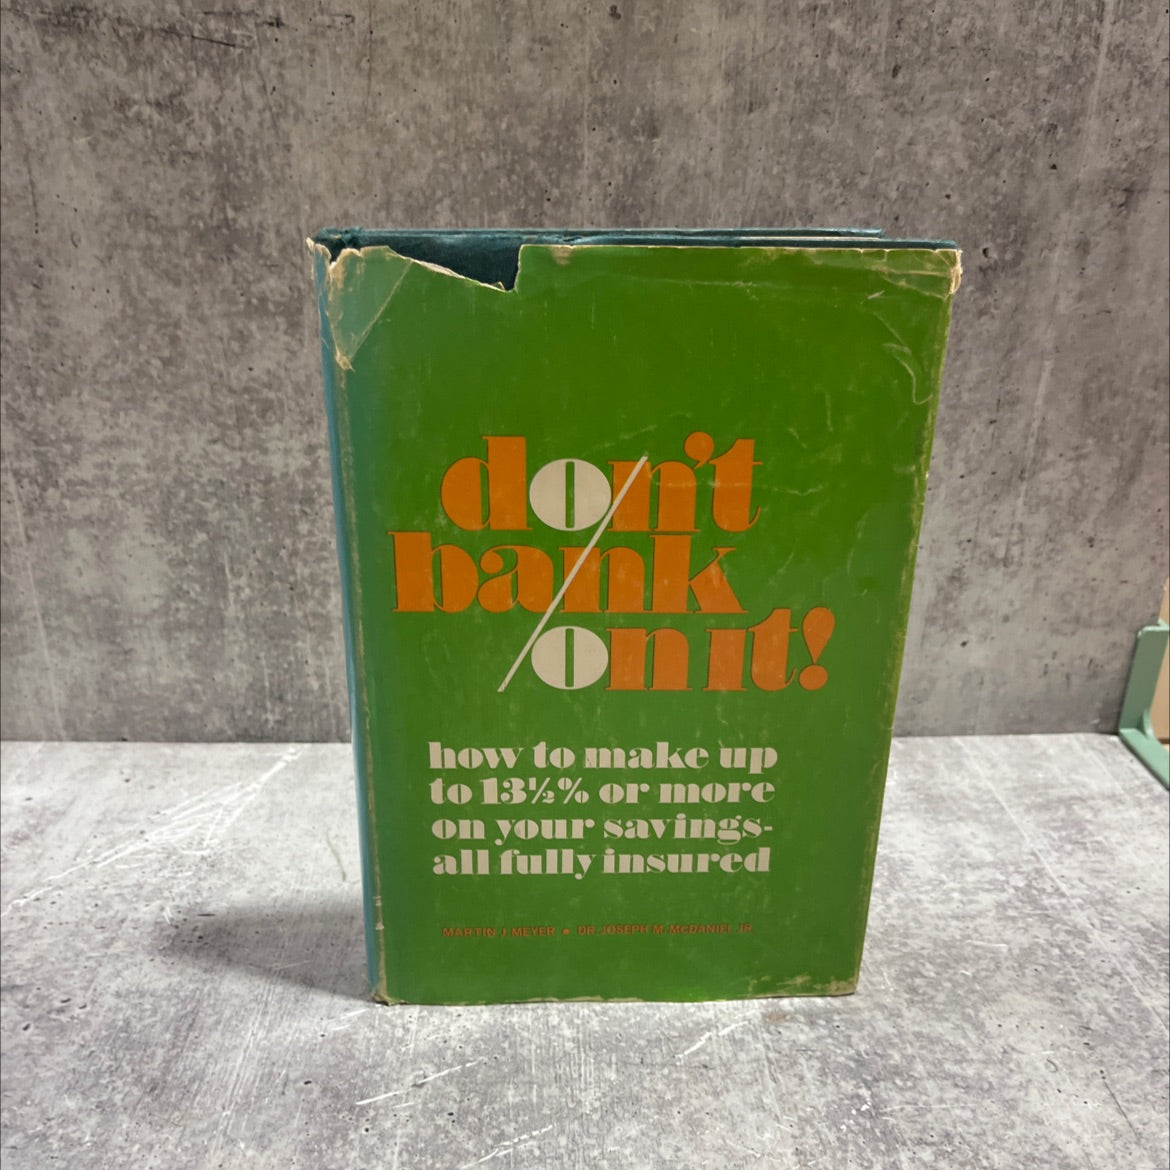 don't
bank
on it!
how to make up
to 13½% or more
on your savings-
all fully insured
MARTIN J MEYER • DR JOSEPH M McDANIEL JR